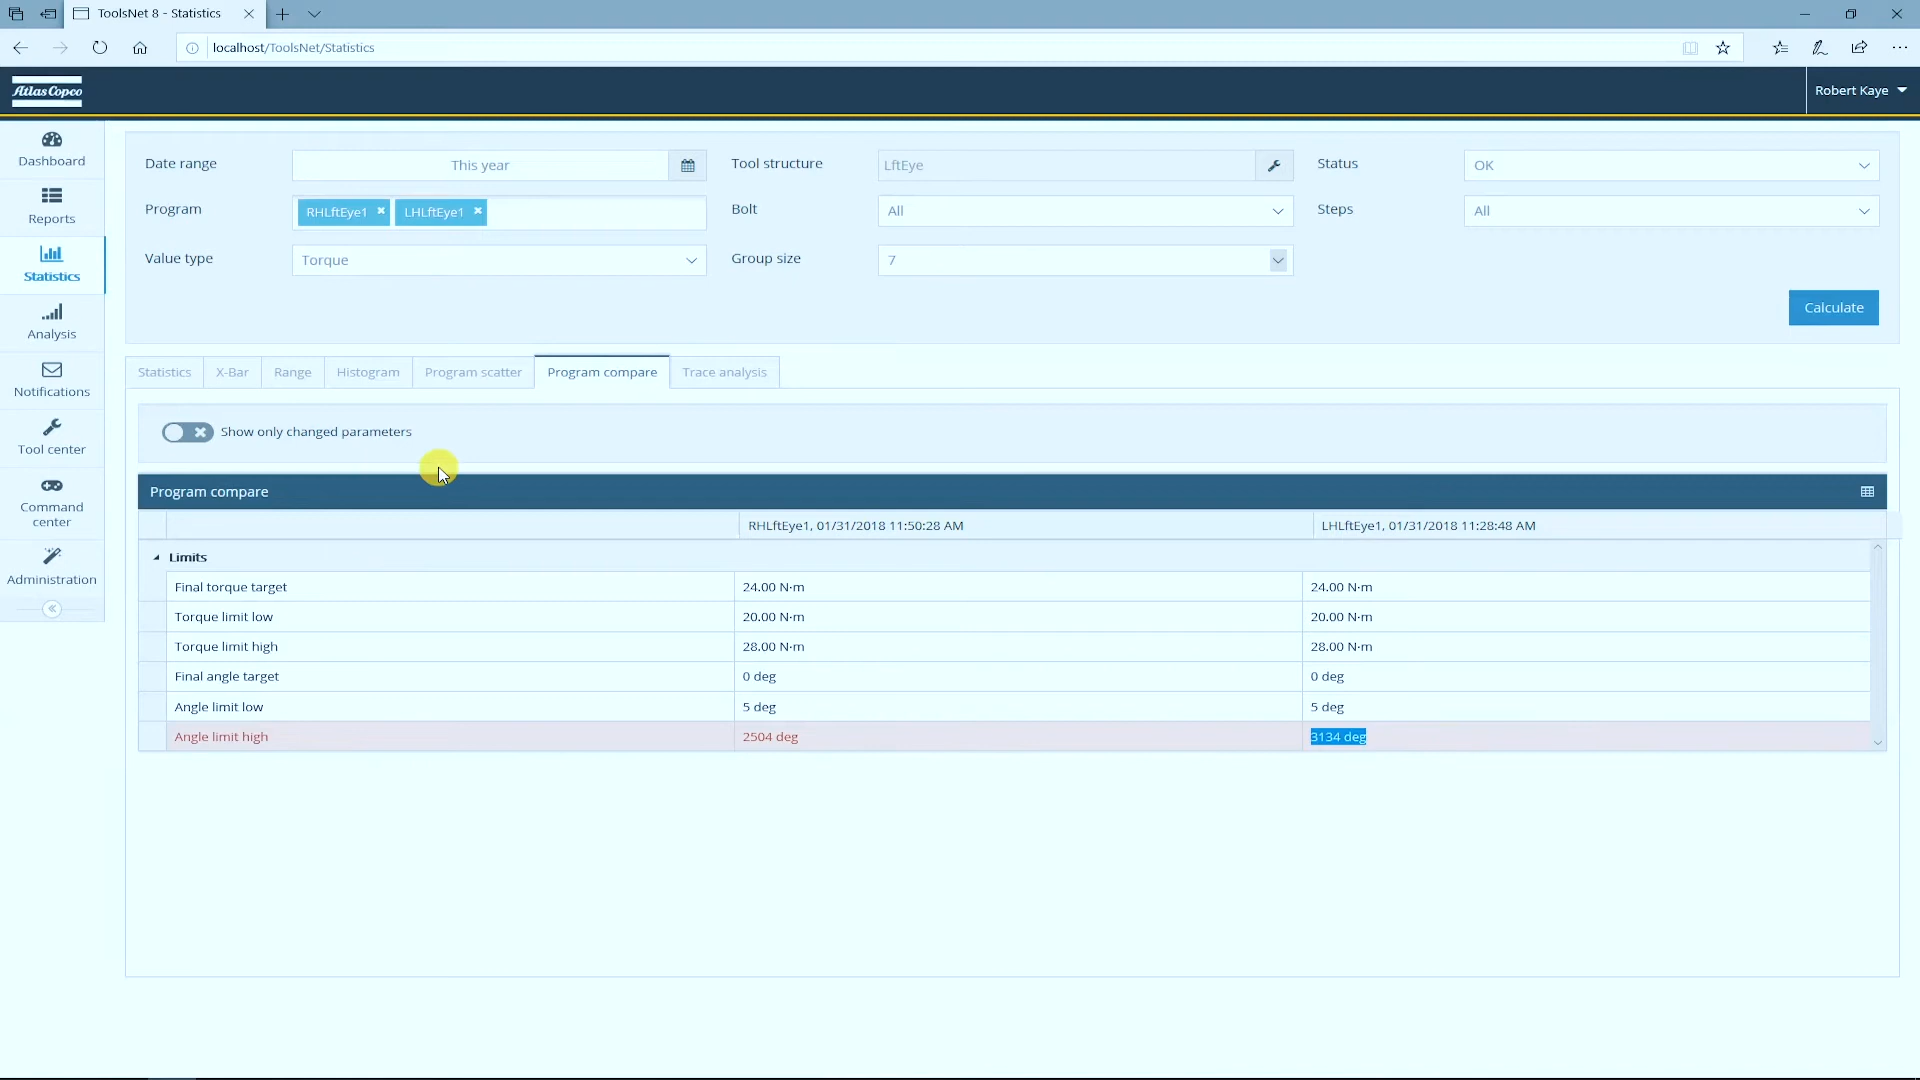 ToolsNet 8 - Statistics
localhost/ToolsNet/Statistics
Atlas Copco
Robert Kaye
Dashboard
Reports
Statistics
Analysis
Notifications
Tool center
Command
center
Administration
Date range
This year
Tool structure
LftEye
Status
OK
Program
RHLftEye1
LHLftEye1
Bolt
All
Steps
All
Value type
Torque
Group size
7
Calculate
Statistics
X-Bar
Range
Histogram
Program scatter
Program compare
Trace analysis
Show only changed parameters
Program compare
RHLftEye1, 01/31/2018 11:50:28 AM
LHLftEye1, 01/31/2018 11:28:48 AM
Limits
Final torque target 24.00 N·m 24.00 N·m
Torque limit low 20.00 N·m 20.00 N·m
Torque limit high 28.00 N·m 28.00 N·m
Final angle target 0 deg 0 deg
Angle limit low 5 deg 5 deg
Angle limit high 2504 deg 3134 deg